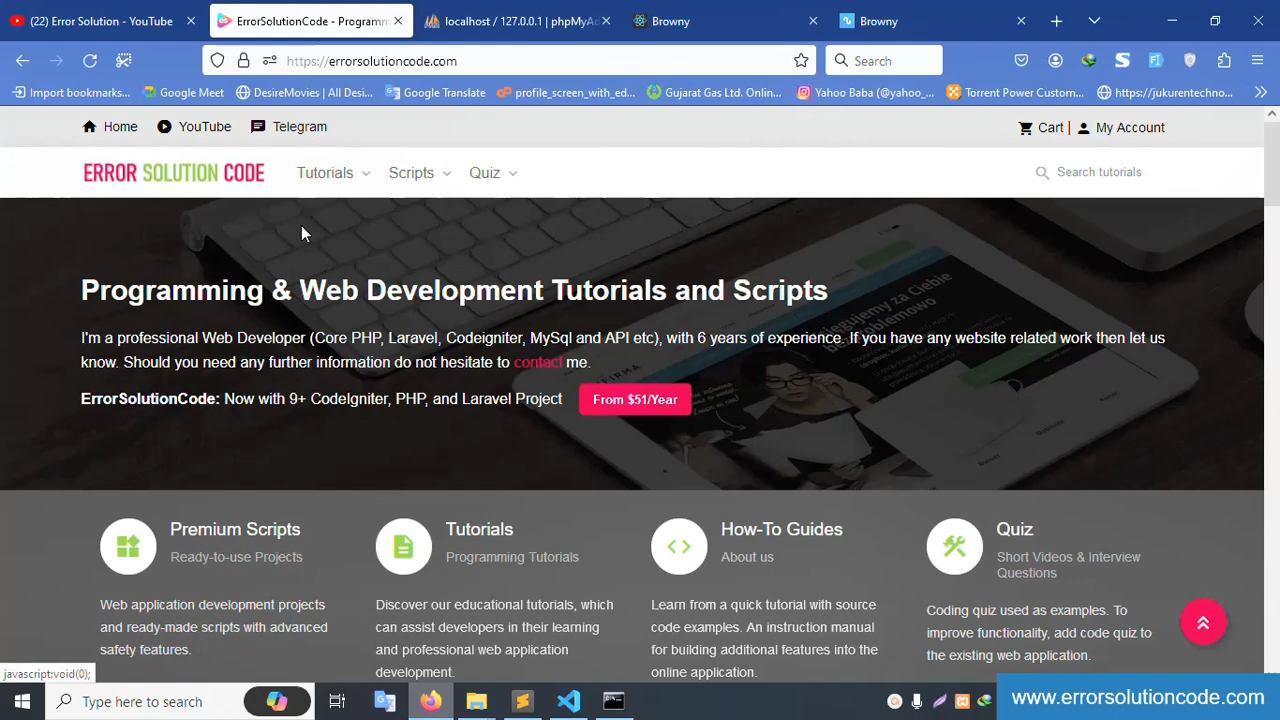 (22) Error Solution - YouTube
ErrorSolutionCode - Programm
localhost / 127.0.0.1 | phpMyAd
Browny
Browny
https://errorsolutioncode.com
Search
Import bookmarks...
Google Meet
DesireMovies | All Desi...
Google Translate
profile_screen_with_ed...
Gujarat Gas Ltd. Onlin...
Yahoo Baba (@yahoo_...
Torrent Power Custom...
https://jukurentechno...
Home
YouTube
Telegram
Cart |
My Account
ERROR SOLUTION CODE
Tutorials
Scripts
Quiz
Search tutorials
Programming & Web Development Tutorials and Scripts
I'm a professional Web Developer (Core PHP, Laravel, Codeigniter, MySql and API etc), with 6 years of experience. If you have any website related work then let us
know. Should you need any further information do not hesitate to contact me.
ErrorSolutionCode: Now with 9+ CodeIgniter, PHP, and Laravel Project
From $51/Year
Premium Scripts
Ready-to-use Projects
Web application development projects
and ready-made scripts with advanced
safety features.
Tutorials
Programming Tutorials
Discover our educational tutorials, which
can assist developers in their learning
and professional web application
development.
How-To Guides
About us
Learn from a quick tutorial with source
code examples. An instruction manual
for building additional features into the
online application.
Quiz
Short Videos & Interview
Questions
Coding quiz used as examples. To
improve functionality, add code quiz to
the existing web application.
javascript:void(0);
Type here to search
www.errorsolutioncode.com